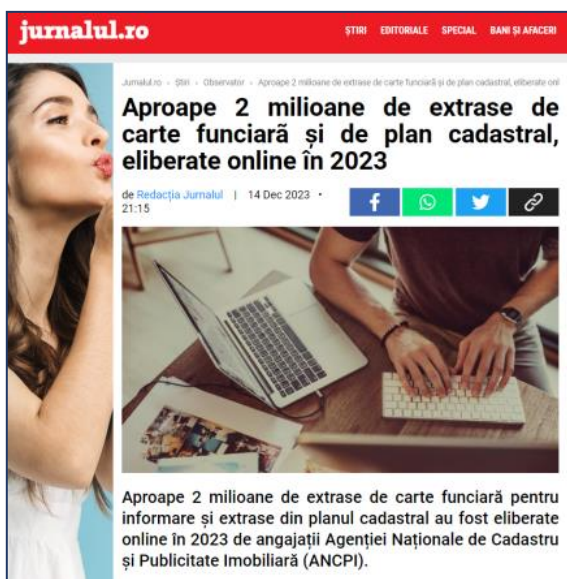 jurnalul.ro
ȘTIRI EDITORIALE SPECIAL BANI ȘI AFACERI
Jurnalul.ro › Știri › Observator › Aproape 2 milioane de extrase de carte funciară şi de plan cadastral, eliberate onl
Aproape 2 milioane de extrase de
carte funciară şi de plan cadastral,
eliberate online în 2023
de Redacția Jurnalul | 14 Dec 2023 •
21:15
Aproape 2 milioane de extrase de carte funciară pentru
informare și extrase din planul cadastral au fost eliberate
online în 2023 de angajații Agenției Naționale de Cadastru
și Publicitate Imobiliară (ANCPI).